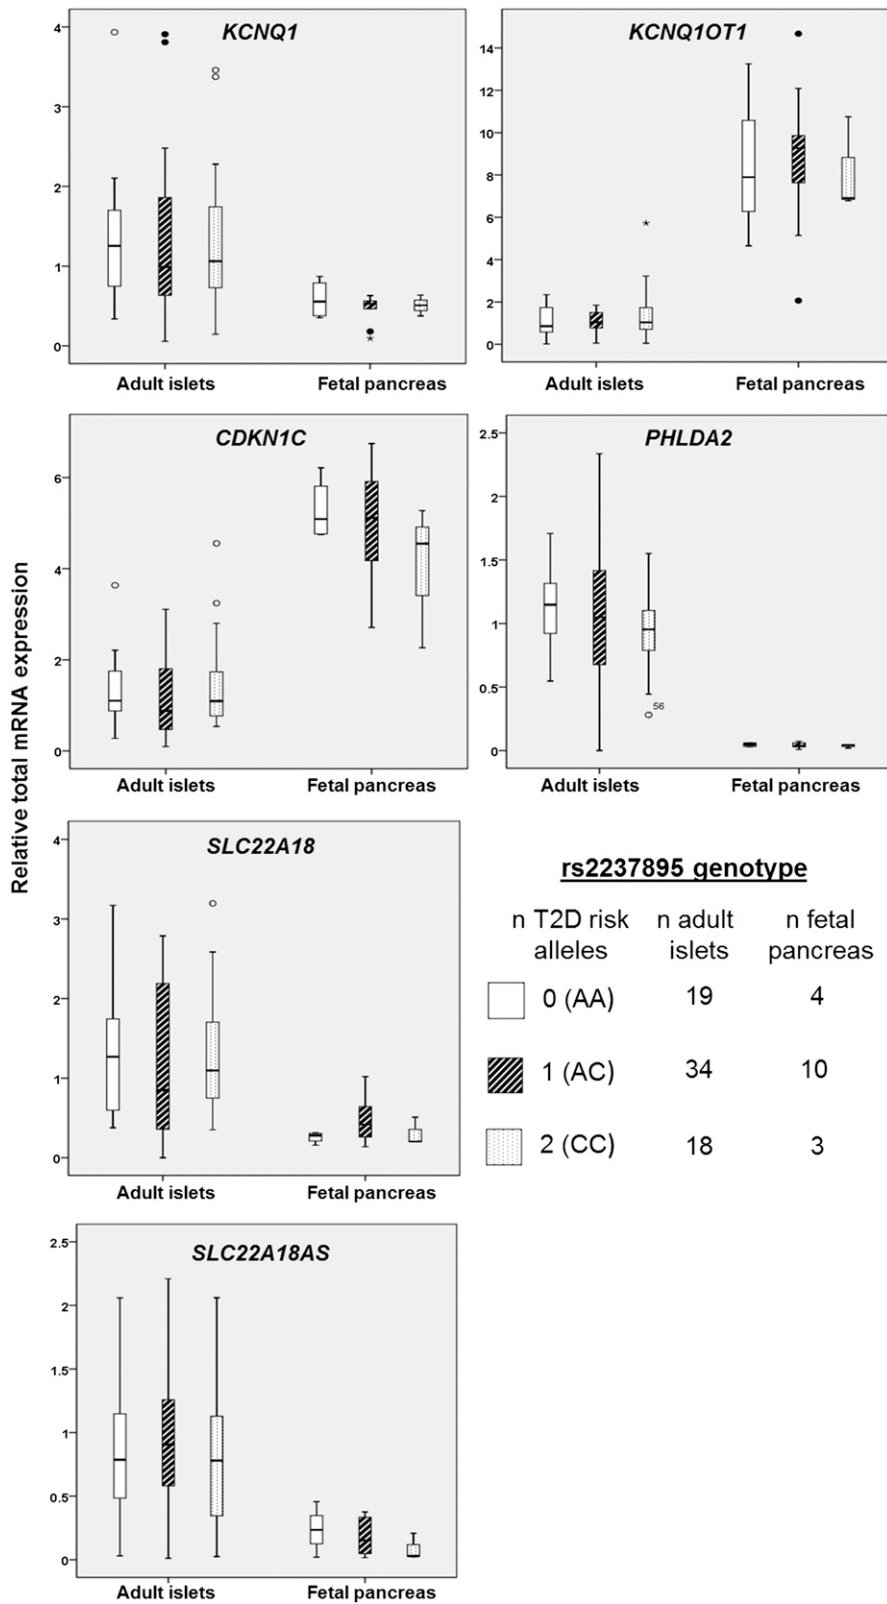 Relative total mRNA expression
KCNQ1
4
3
2
1
0
Adult islets Fetal pancreas
KCNQ1OT1
14
12
10
8
6
4
2
0
*
Adult islets Fetal pancreas
CDKN1C
6
4
2
0
Adult islets Fetal pancreas
PHLDA2
2.5
2
1.5
1
0.5
0
56
Adult islets Fetal pancreas
SLC22A18
4
3
2
1
0
Adult islets Fetal pancreas
rs2237895 genotype
n T2D risk n adult n fetal
alleles islets pancreas
0 (AA) 19 4
1 (AC) 34 10
2 (CC) 18 3
SLC22A18AS
2.5
2
1.5
1
0.5
0
Adult islets Fetal pancreas